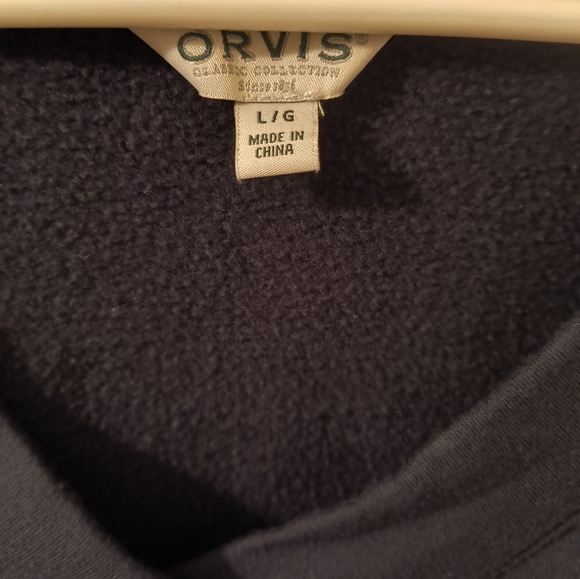 ORVIS
CLASSIC COLLECTION
L / G
MADE IN
CHINA